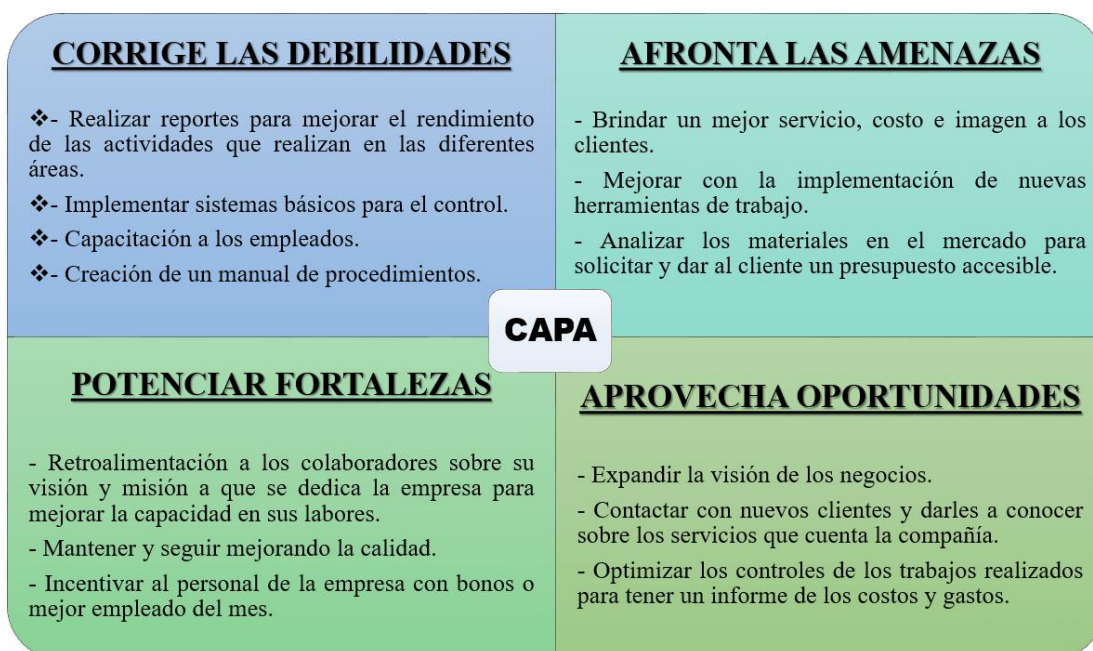 CORRIGE LAS DEBILIDADES
❖- Realizar reportes para mejorar el rendimiento
de las actividades que realizan en las diferentes
áreas.
❖- Implementar sistemas básicos para el control.
❖- Capacitación a los empleados.
❖- Creación de un manual de procedimientos.
AFRONTA LAS AMENAZAS
- Brindar un mejor servicio, costo e imagen a los
clientes.
- Mejorar con la implementación de nuevas
herramientas de trabajo.
- Analizar los materiales en el mercado para
solicitar y dar al cliente un presupuesto accesible.
CAPA
POTENCIAR FORTALEZAS
- Retroalimentación a los colaboradores sobre su
visión y misión a que se dedica la empresa para
mejorar la capacidad en sus labores.
- Mantener y seguir mejorando la calidad.
- Incentivar al personal de la empresa con bonos o
mejor empleado del mes.
APROVECHA OPORTUNIDADES
- Expandir la visión de los negocios.
- Contactar con nuevos clientes y darles a conocer
sobre los servicios que cuenta la compañía.
- Optimizar los controles de los trabajos realizados
para tener un informe de los costos y gastos.